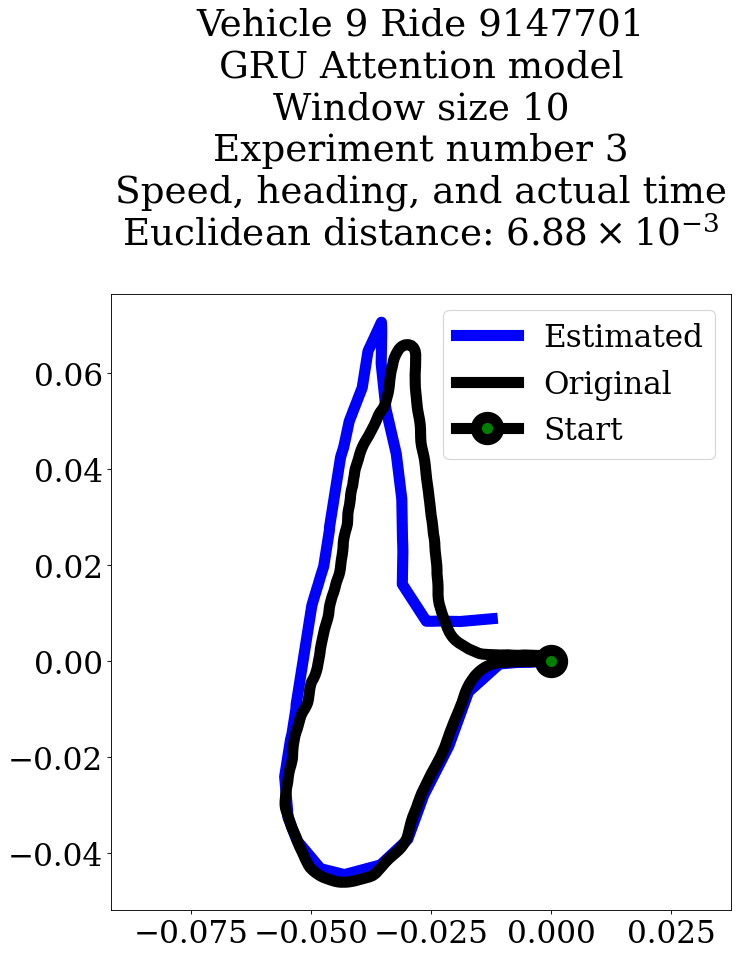 Vehicle 9 Ride 9147701
GRU Attention model
Window size 10
Experiment number 3
Speed, heading, and actual time
Euclidean distance: 6.88 × 10⁻³
Estimated
Original
Start
0.06
0.04
0.02
0.00
−0.02
−0.04
−0.075 −0.050 −0.025 0.000 0.025